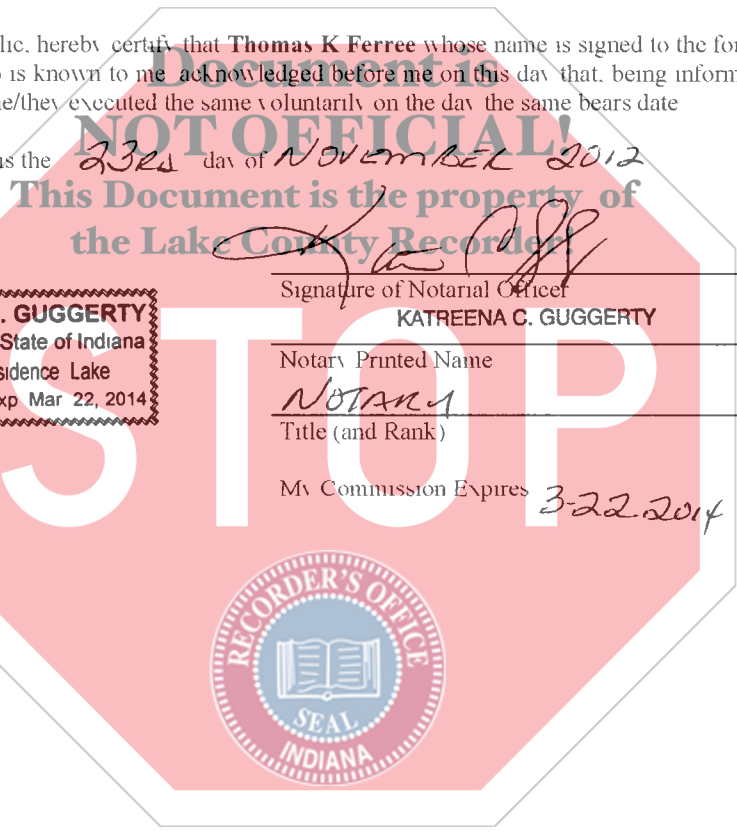 lic, hereby certify that Thomas K Ferree whose name is signed to the for
o is known to me acknowledged before me on this day that, being inform
ne/they executed the same voluntarily on the day the same bears date
Document is
NOT OFFICIAL!
This Document is the property of
the Lake County Recorder!
us the 23RD day of NOVEMBER 2012
Signature of Notarial Officer
KATREENA C. GUGGERTY
Notary Printed Name
NOTARY
Title (and Rank)
My Commission Expires 3-22-2014
. GUGGERTY
State of Indiana
sidence Lake
xp Mar 22, 2014
STOP
RECORDER'S OFFICE
SEAL
INDIANA